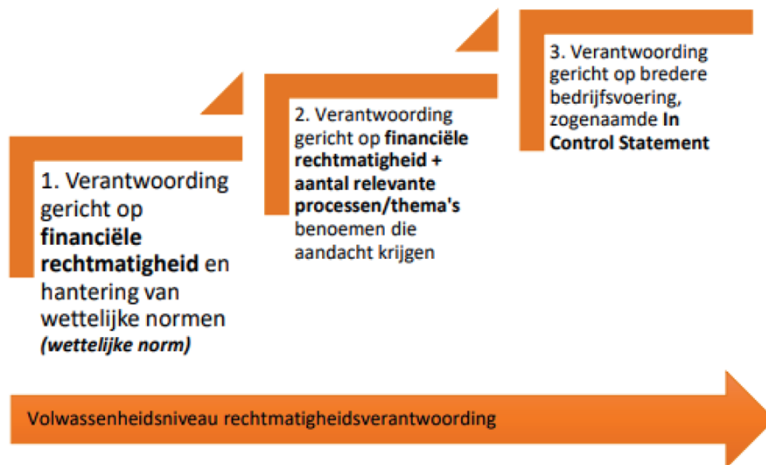 1. Verantwoording
gericht op
financiële
rechtmatigheid en
hantering van
wettelijke normen
(wettelijke norm)
2. Verantwoording
gericht op financiële
rechtmatigheid +
aantal relevante
processen/thema's
benoemen die
aandacht krijgen
3. Verantwoording
gericht op bredere
bedrijfsvoering,
zogenaamde In
Control Statement
Volwassenheidsniveau rechtmatigheidsverantwoording